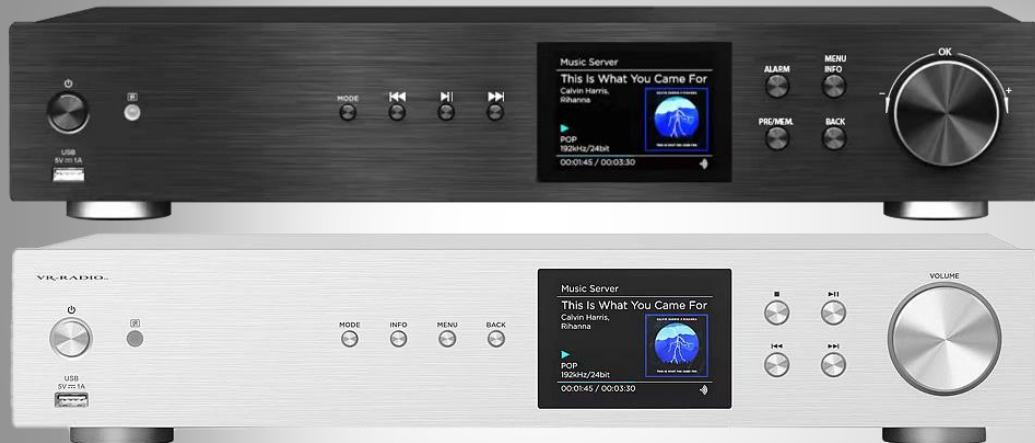 OK
MENU
INFO
ALARM
MODE
PRE/MEM.
BACK
- +
USB
5V 1A
Music Server
This Is What You Came For
Calvin Harris,
Rihanna
POP
192kHz/24bit
00:01:45 / 00:03:30
VR-RADIO
VOLUME
MODE INFO MENU BACK
USB
5V 1A
Music Server
This Is What You Came For
Calvin Harris,
Rihanna
POP
192kHz/24bit
00:01:45 / 00:03:30